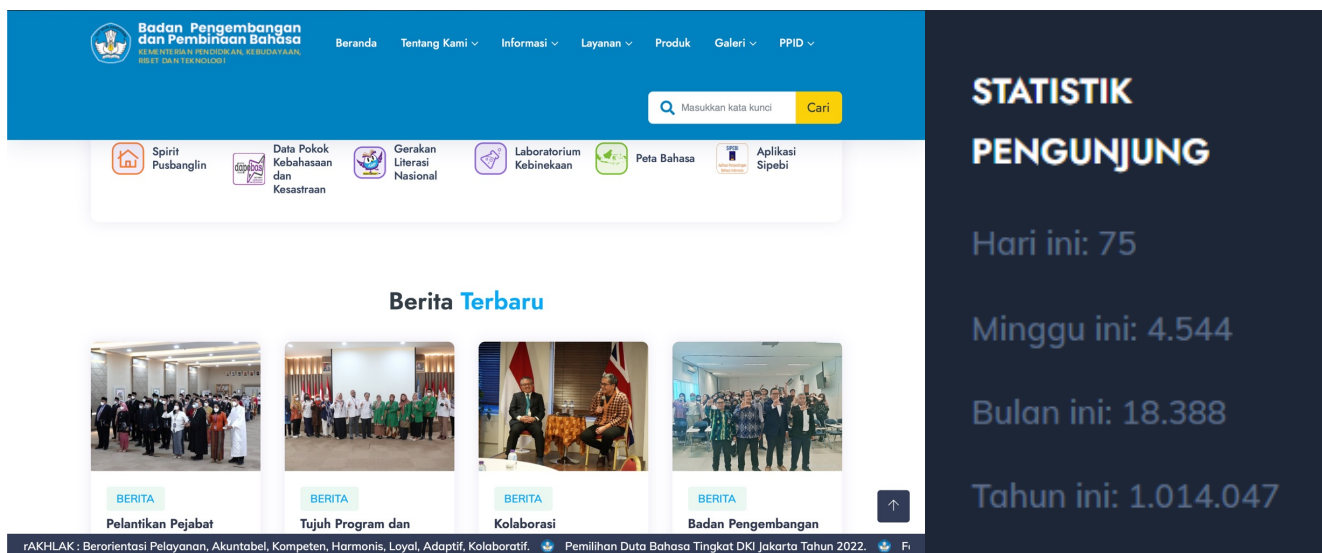 Badan Pengembangan
dan Pembinaan Bahasa
KEMENTERIAN PENDIDIKAN, KEBUDAYAAN,
RISET DAN TEKNOLOGI
Beranda Tentang Kami Informasi Layanan Produk Galeri PPID
Masukkan kata kunci Cari
Spirit
Pusbanglin
dapobas
Data Pokok
Kebahasaan
dan
Kesastraan
Gerakan
Literasi
Nasional
Laboratorium
Kebinekaan
Peta Bahasa
SIPEBI
Aplikasi
Sipebi
Berita Terbaru
BERITA
Pelantikan Pejabat
BERITA
Tujuh Program dan
BERITA
Kolaborasi
BERITA
Badan Pengembangan
rAKHLAK : Berorientasi Pelayanan, Akuntabel, Kompeten, Harmonis, Loyal, Adaptif, Kolaboratif. Pemilihan Duta Bahasa Tingkat DKI Jakarta Tahun 2022.
STATISTIK
PENGUNJUNG
Hari ini: 75
Minggu ini: 4.544
Bulan ini: 18.388
Tahun ini: 1.014.047